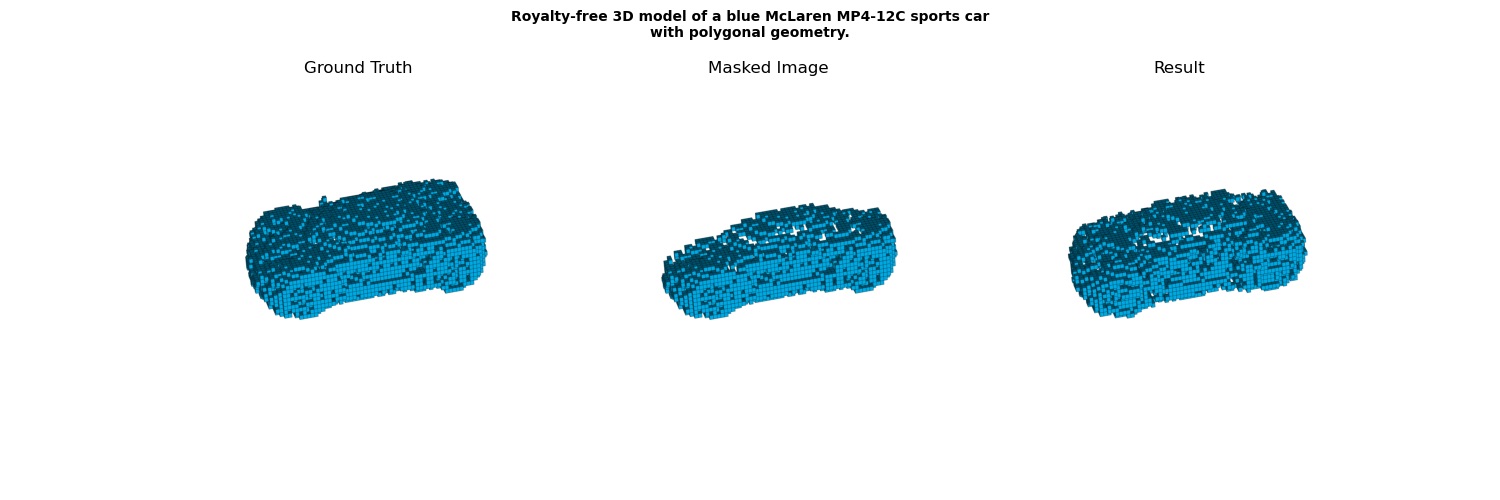 Royalty-free 3D model of a blue McLaren MP4-12C sports car
with polygonal geometry.
Ground Truth
Masked Image
Result